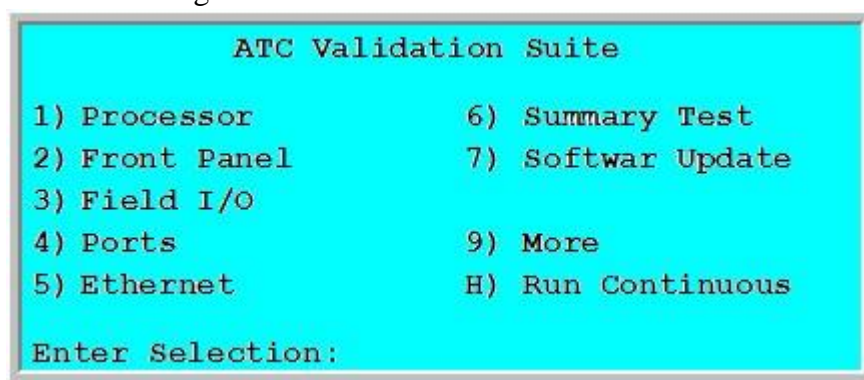 ATC Validation Suite
1) Processor 6) Summary Test
2) Front Panel 7) Softwar Update
3) Field I/O
4) Ports 9) More
5) Ethernet H) Run Continuous
Enter Selection: